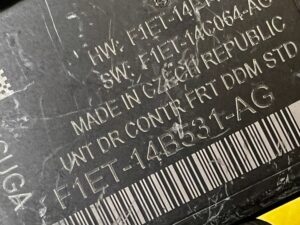 HW: F1ET-14F
SW: F1ET-14C064-AG
MADE IN CZECH REPUBLIC
UNT DR CONTR FRT DDM STD
F1ET-14B531-AG
CUGA